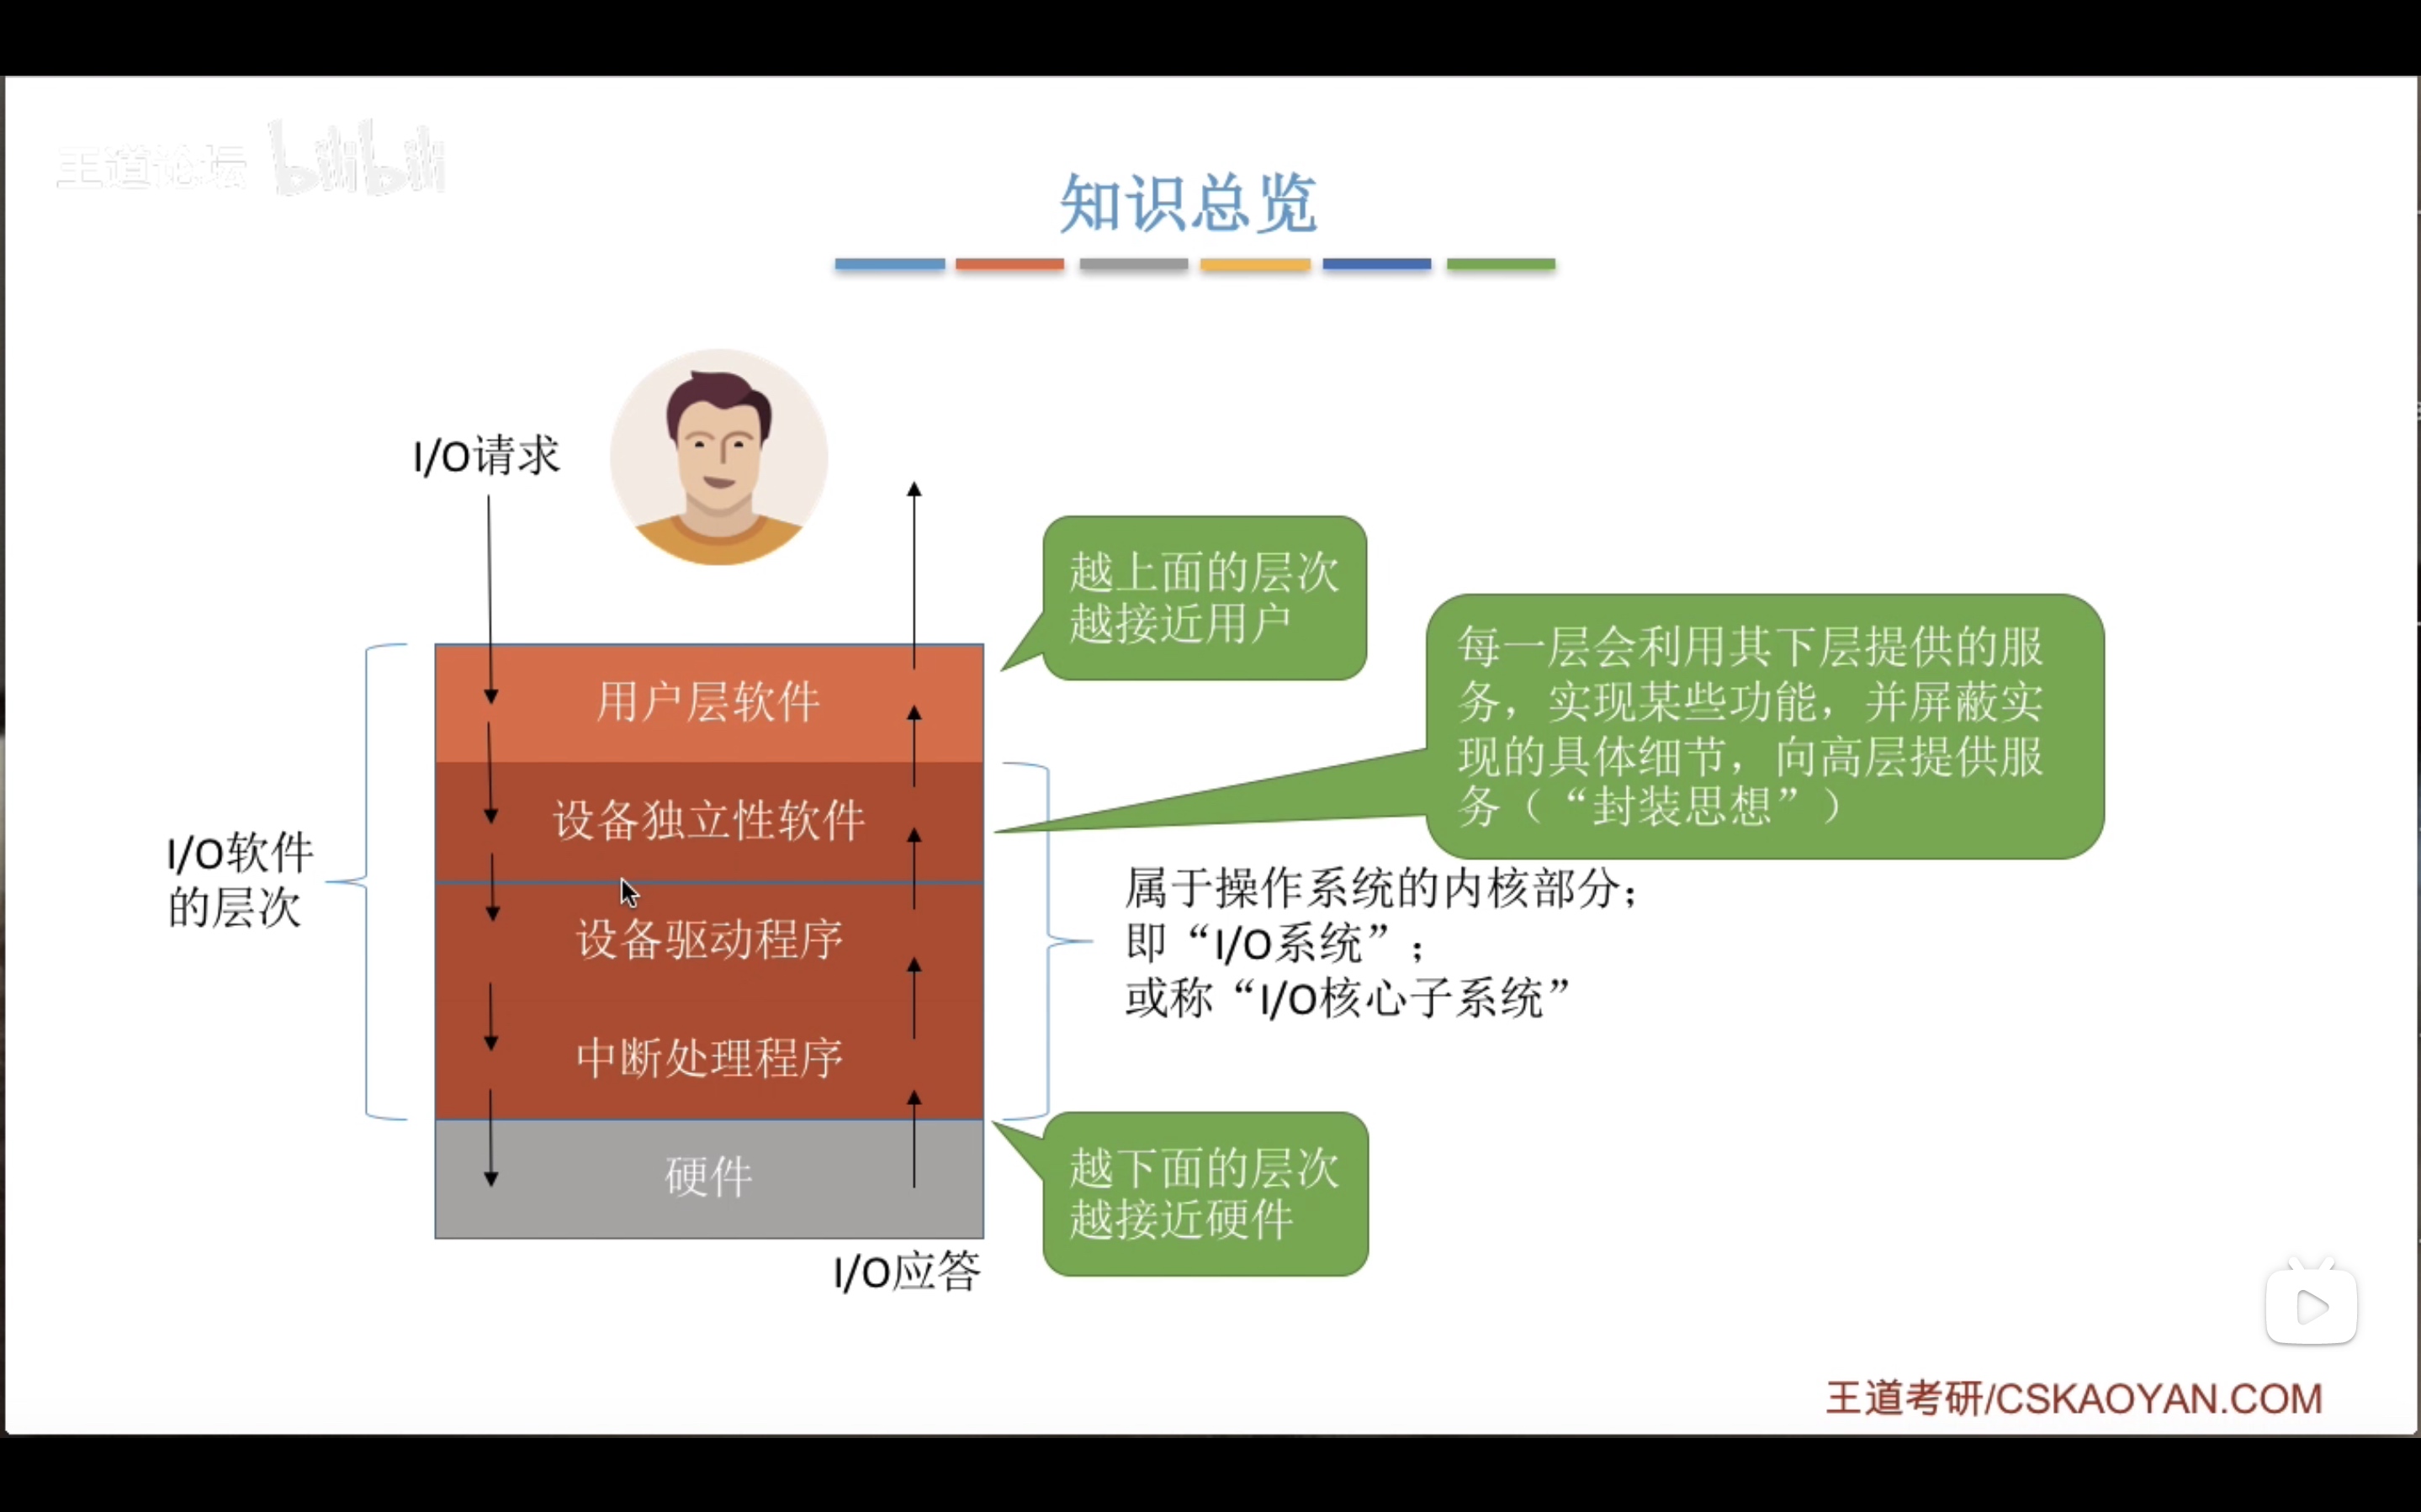 王道论坛 bilibili
知识总览
I/O请求
越上面的层次
越接近用户
每一层会利用其下层提供的服
务，实现某些功能，并屏蔽实
现的具体细节，向高层提供服
务（“封装思想”）
用户层软件
设备独立性软件
设备驱动程序
中断处理程序
硬件
I/O软件
的层次
属于操作系统的内核部分；
即“I/O系统”；
或称“I/O核心子系统”
越下面的层次
越接近硬件
I/O应答
王道考研/CSKAOYAN.COM